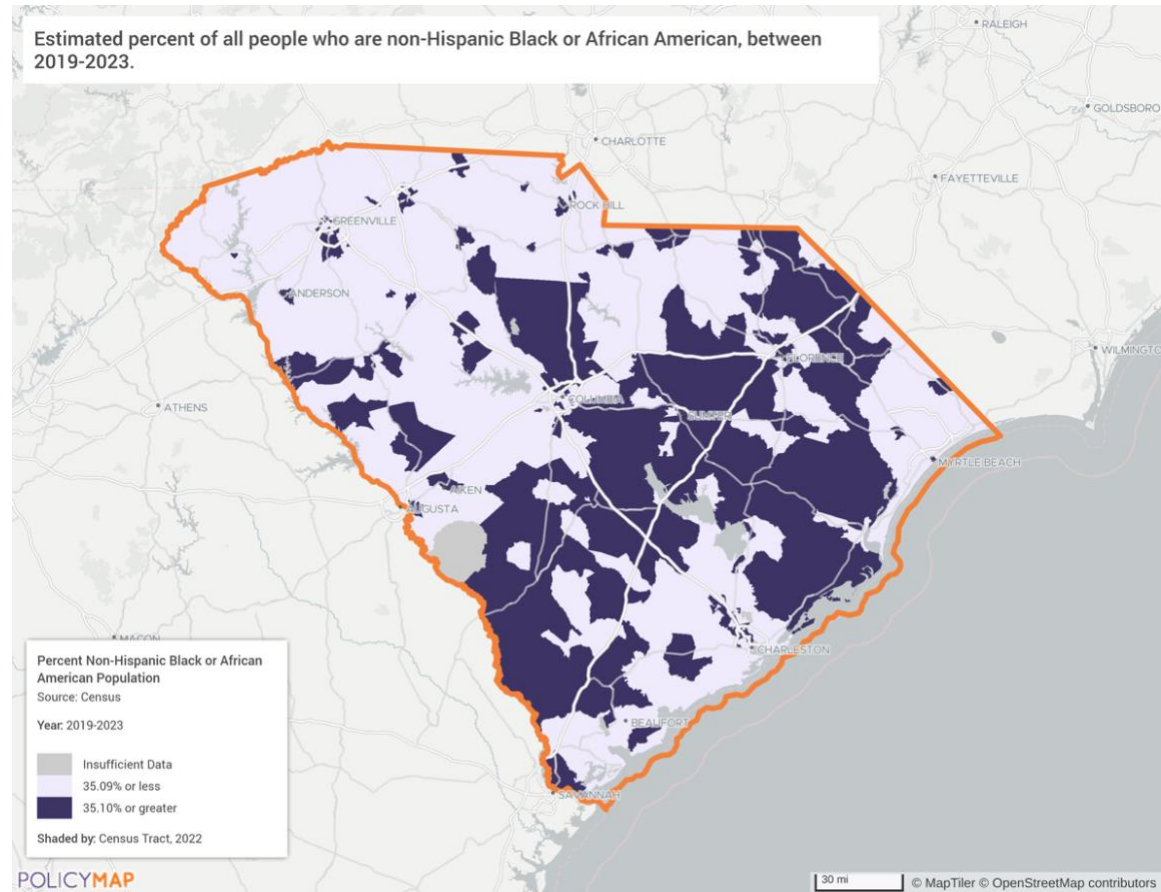 Estimated percent of all people who are non-Hispanic Black or African American, between
2019-2023.
RALEIGH
GOLDSBORO
CHARLOTTE
FAYETTEVILLE
ROCK HILL
GREENVILLE
ANDERSON
WILMINGTO
FLORENCE
ATHENS
COLUMBIA
SUMTER
MYRTLE BEACH
AIKEN
AUGUSTA
MACON
CHARLESTON
BEAUFORT
SAVANNAH
Percent Non-Hispanic Black or African
American Population
Source: Census
Year: 2019-2023
Insufficient Data
35.09% or less
35.10% or greater
Shaded by: Census Tract, 2022
POLICYMAP
30 mi
© MapTiler © OpenStreetMap contributors